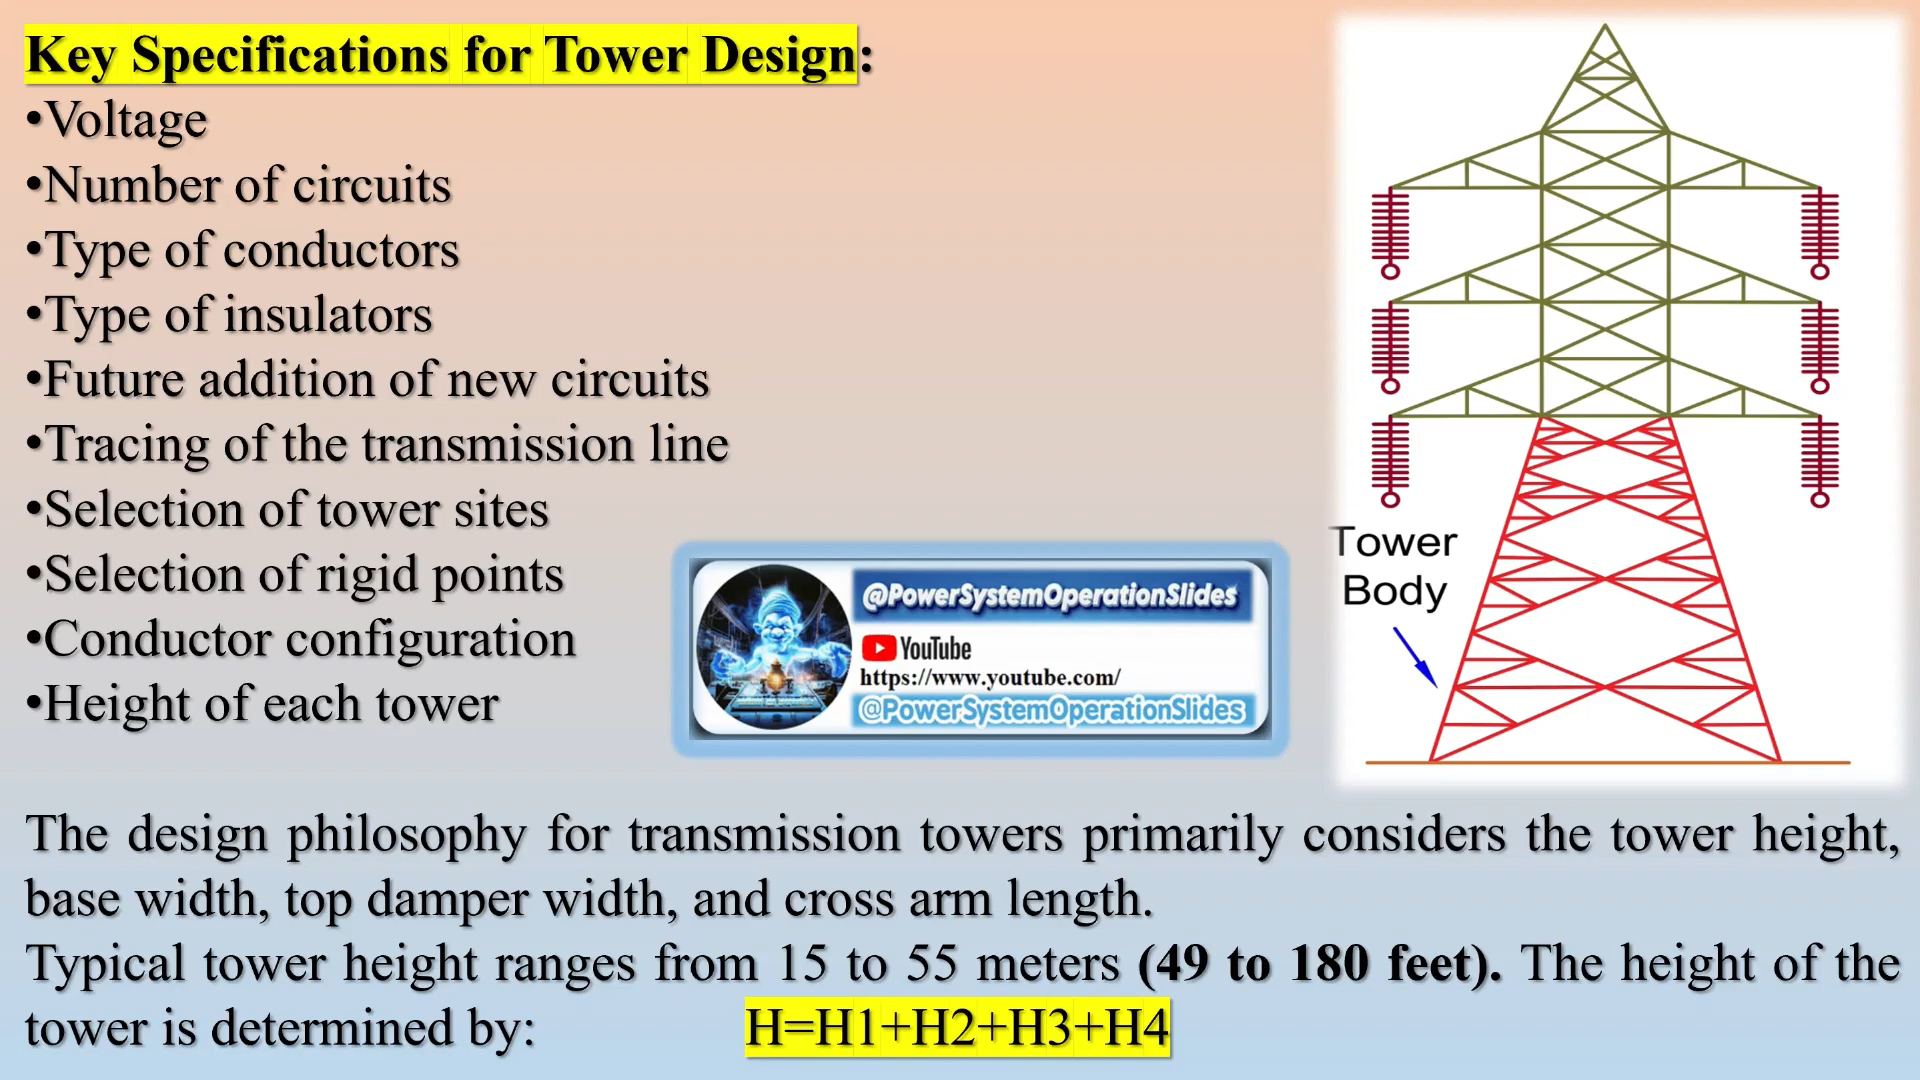 Key Specifications for Tower Design:
•Voltage
•Number of circuits
•Type of conductors
•Type of insulators
•Future addition of new circuits
•Tracing of the transmission line
•Selection of tower sites
•Selection of rigid points
•Conductor configuration
•Height of each tower
@PowerSystemOperationSlides
YouTube
https://www.youtube.com/
@PowerSystemOperationSlides
Tower
Body
The design philosophy for transmission towers primarily considers the tower height,
base width, top damper width, and cross arm length.
Typical tower height ranges from 15 to 55 meters (49 to 180 feet). The height of the
tower is determined by: H=H1+H2+H3+H4